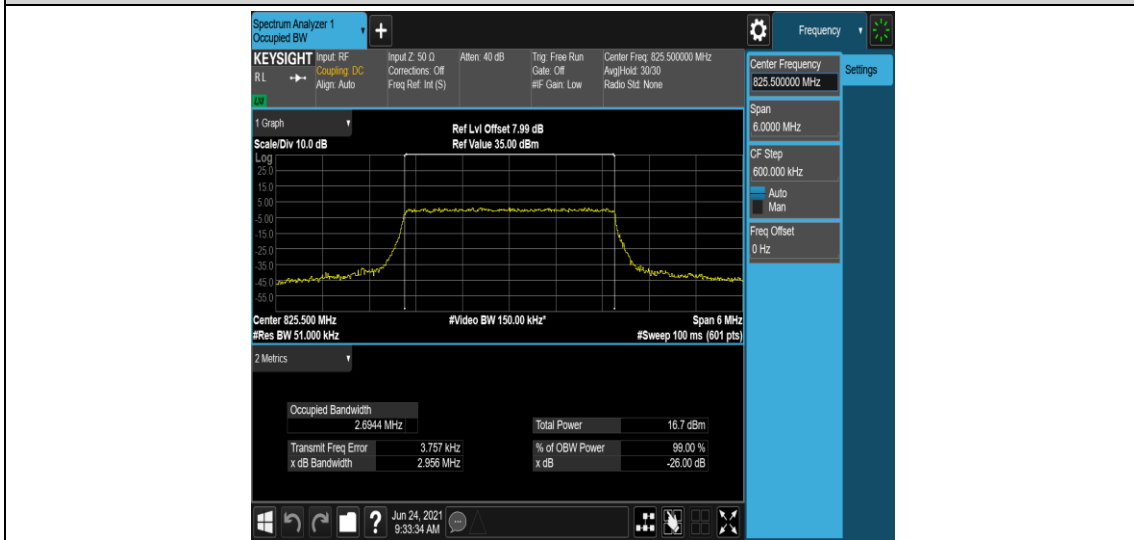 Spectrum Analyzer 1
Occupied BW
+
Frequency
KEYSIGHT
RL
Input: RF
Coupling: DC
Align: Auto
Input Z: 50 Ω
Corrections: Off
Freq Ref: Int (S)
Atten: 40 dB
Trig: Free Run
Gate: Off
#IF Gain: Low
Center Freq: 825.500000 MHz
Avg|Hold: 30/30
Radio Std: None
Center Frequency
825.500000 MHz
Settings
Span
6.0000 MHz
CF Step
600.000 kHz
Auto
Man
Freq Offset
0 Hz
1 Graph
Ref Lvl Offset 7.99 dB
Scale/Div 10.0 dB
Ref Value 35.00 dBm
Log
25.0
15.0
5.00
-5.00
-15.0
-25.0
-35.0
-45.0
-55.0
Center 825.500 MHz
#Video BW 150.00 kHz*
Span 6 MHz
#Res BW 51.000 kHz
#Sweep 100 ms (601 pts)
2 Metrics
Occupied Bandwidth
2.6944 MHz
Total Power 16.7 dBm
Transmit Freq Error 3.757 kHz
% of OBW Power 99.00 %
x dB Bandwidth 2.956 MHz
x dB -26.00 dB
?
Jun 24, 2021
9:33:34 AM